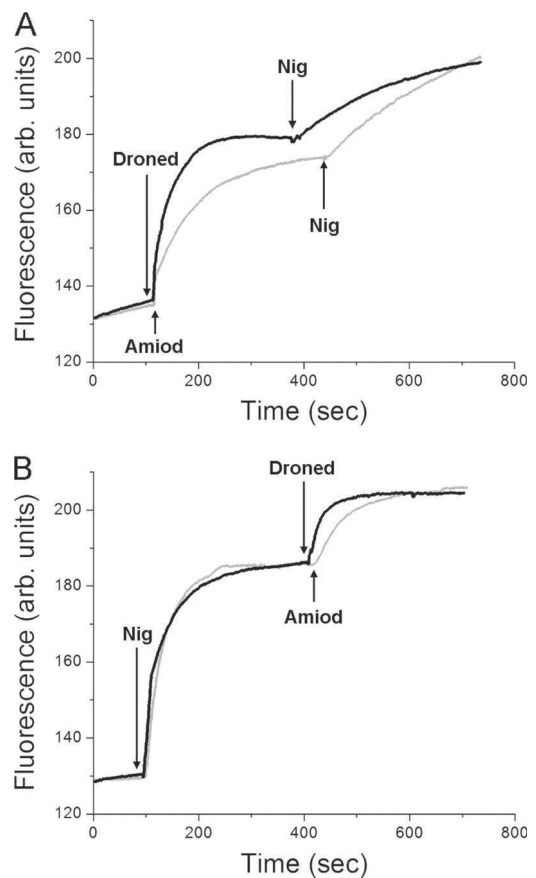 A
Fluorescence (arb. units)
200
180
160
140
120
Droned
Amiod
Nig
Nig
0
200
400
600
800
Time (sec)
B
Fluorescence (arb. units)
200
180
160
140
120
Nig
Droned
Amiod
0
200
400
600
800
Time (sec)